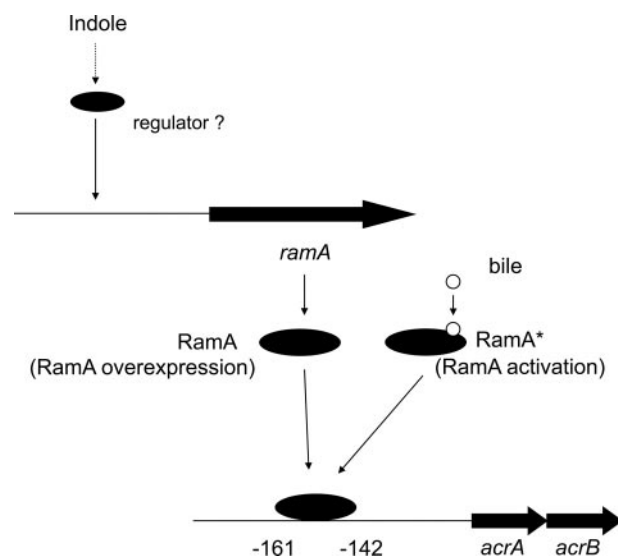 Indole
regulator ?
ramA
bile
RamA
(RamA overexpression)
RamA*
(RamA activation)
-161
-142
acrA
acrB